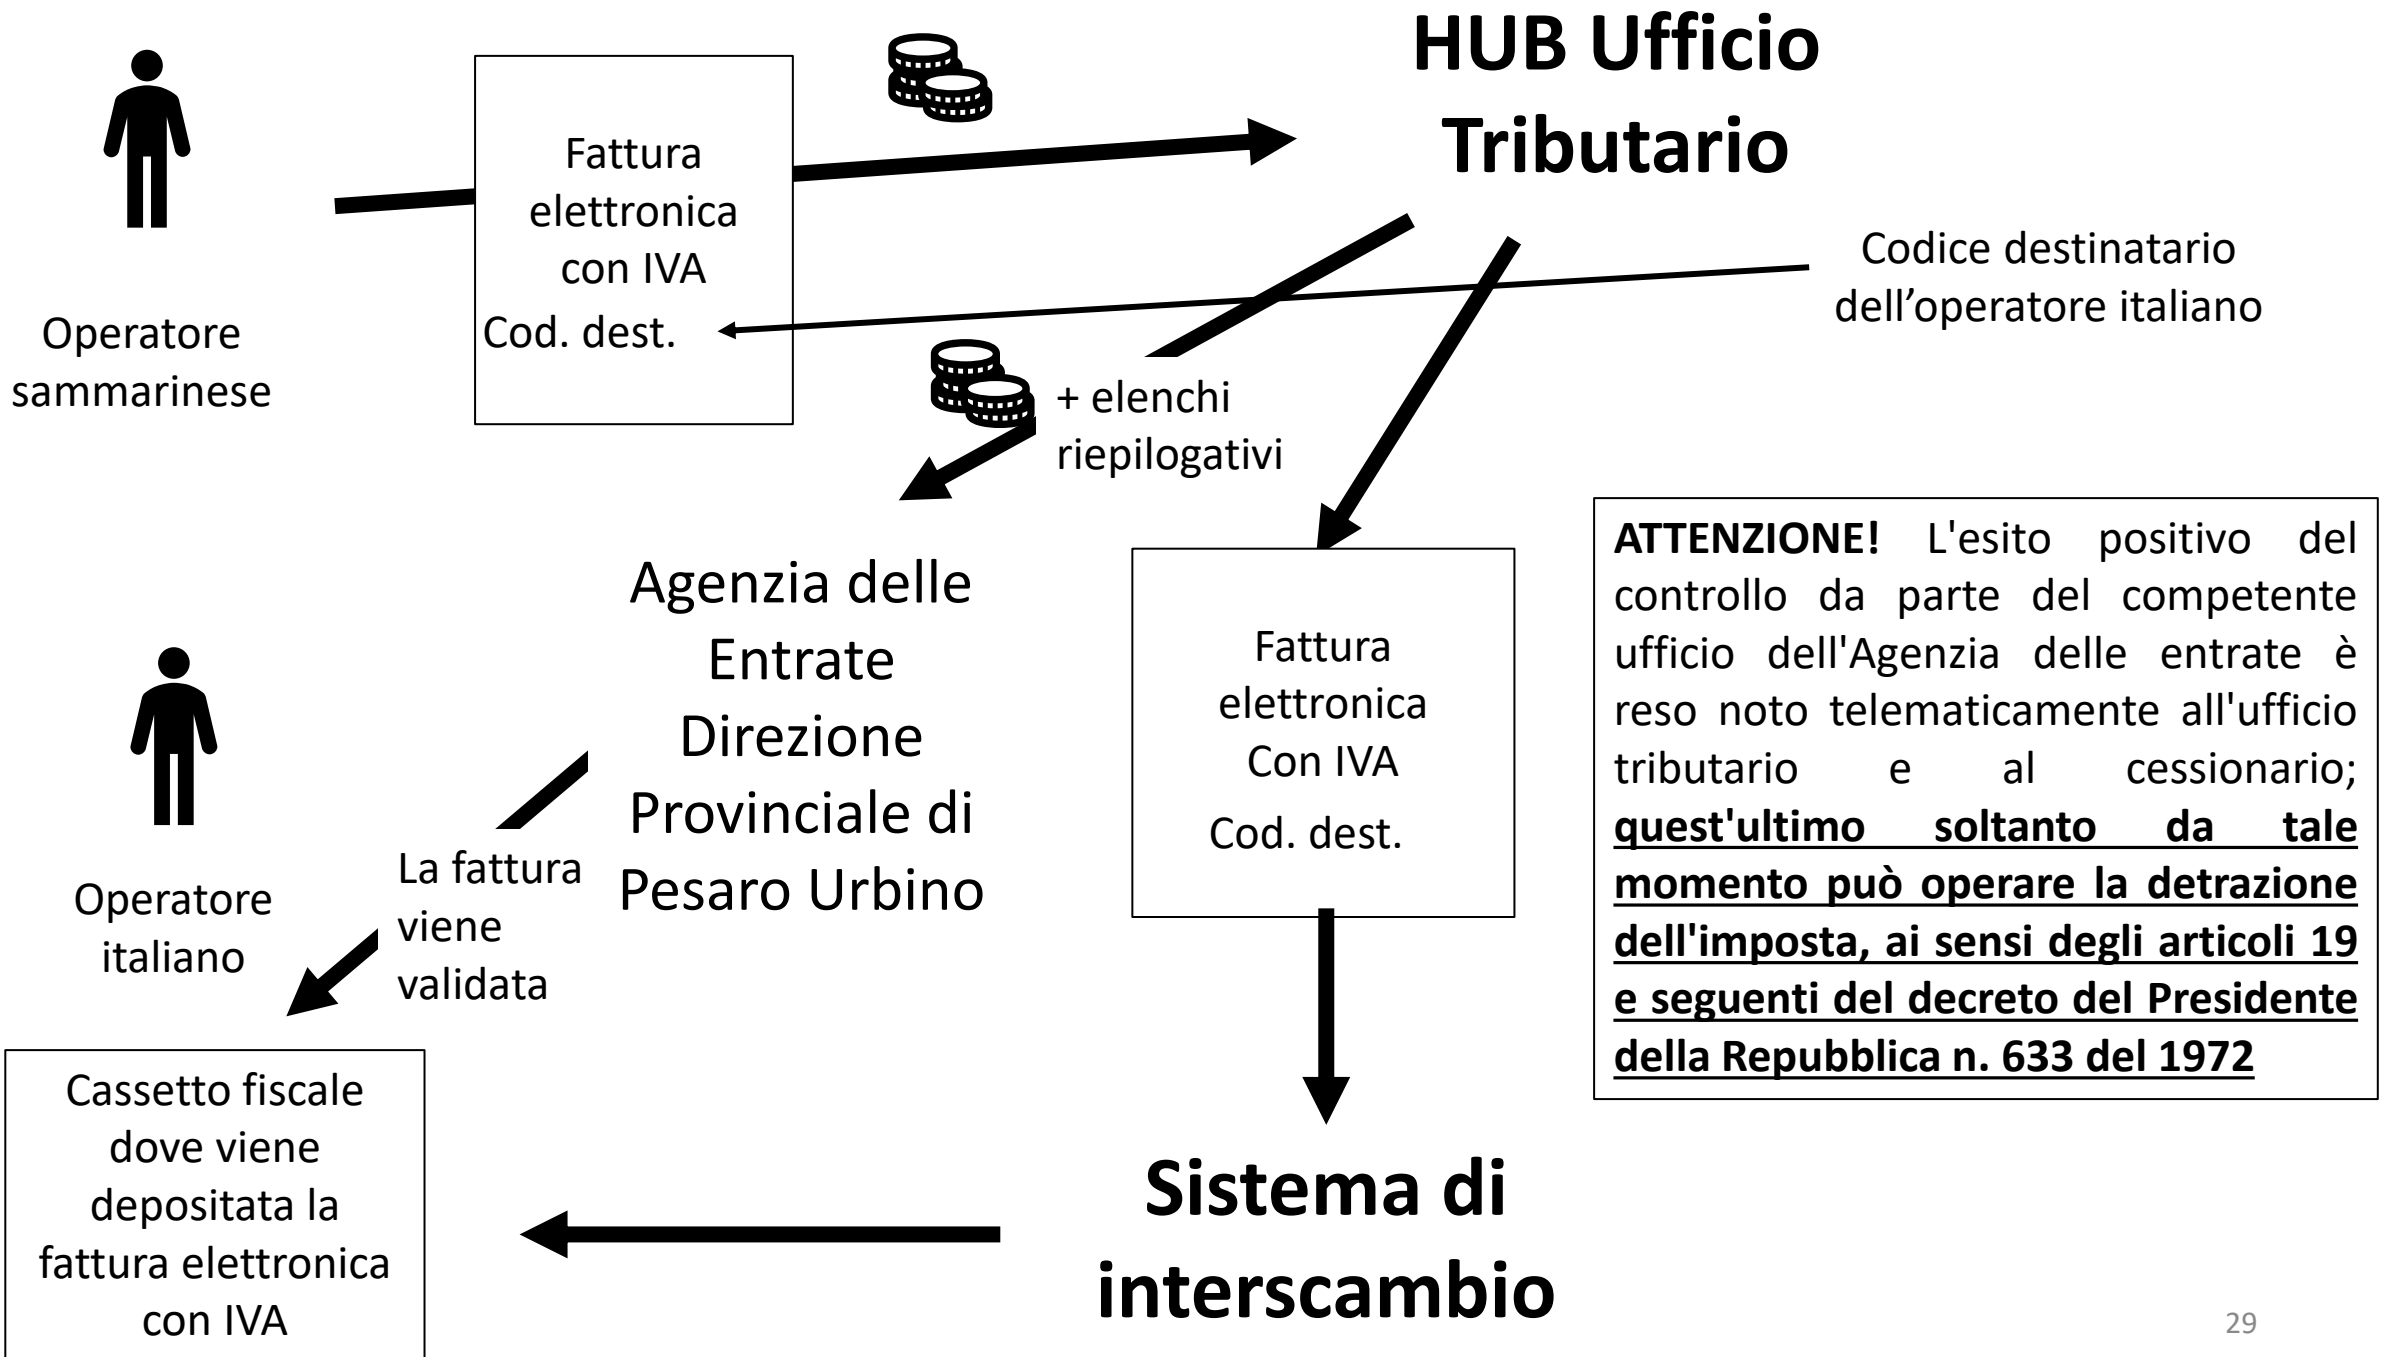 HUB Ufficio
Tributario
Fattura
elettronica
con IVA
Cod. dest.
Operatore
sammarinese
Codice destinatario
dell’operatore italiano
+ elenchi
riepilogativi
Agenzia delle
Entrate
Direzione
Provinciale di
Pesaro Urbino
Fattura
elettronica
Con IVA
Cod. dest.
ATTENZIONE! L'esito positivo del
controllo da parte del competente
ufficio dell'Agenzia delle entrate è
reso noto telematicamente all'ufficio
tributario e al cessionario;
quest'ultimo soltanto da tale
momento può operare la detrazione
dell'imposta, ai sensi degli articoli 19
e seguenti del decreto del Presidente
della Repubblica n. 633 del 1972
Operatore
italiano
La fattura
viene
validata
Cassetto fiscale
dove viene
depositata la
fattura elettronica
con IVA
Sistema di
interscambio
29